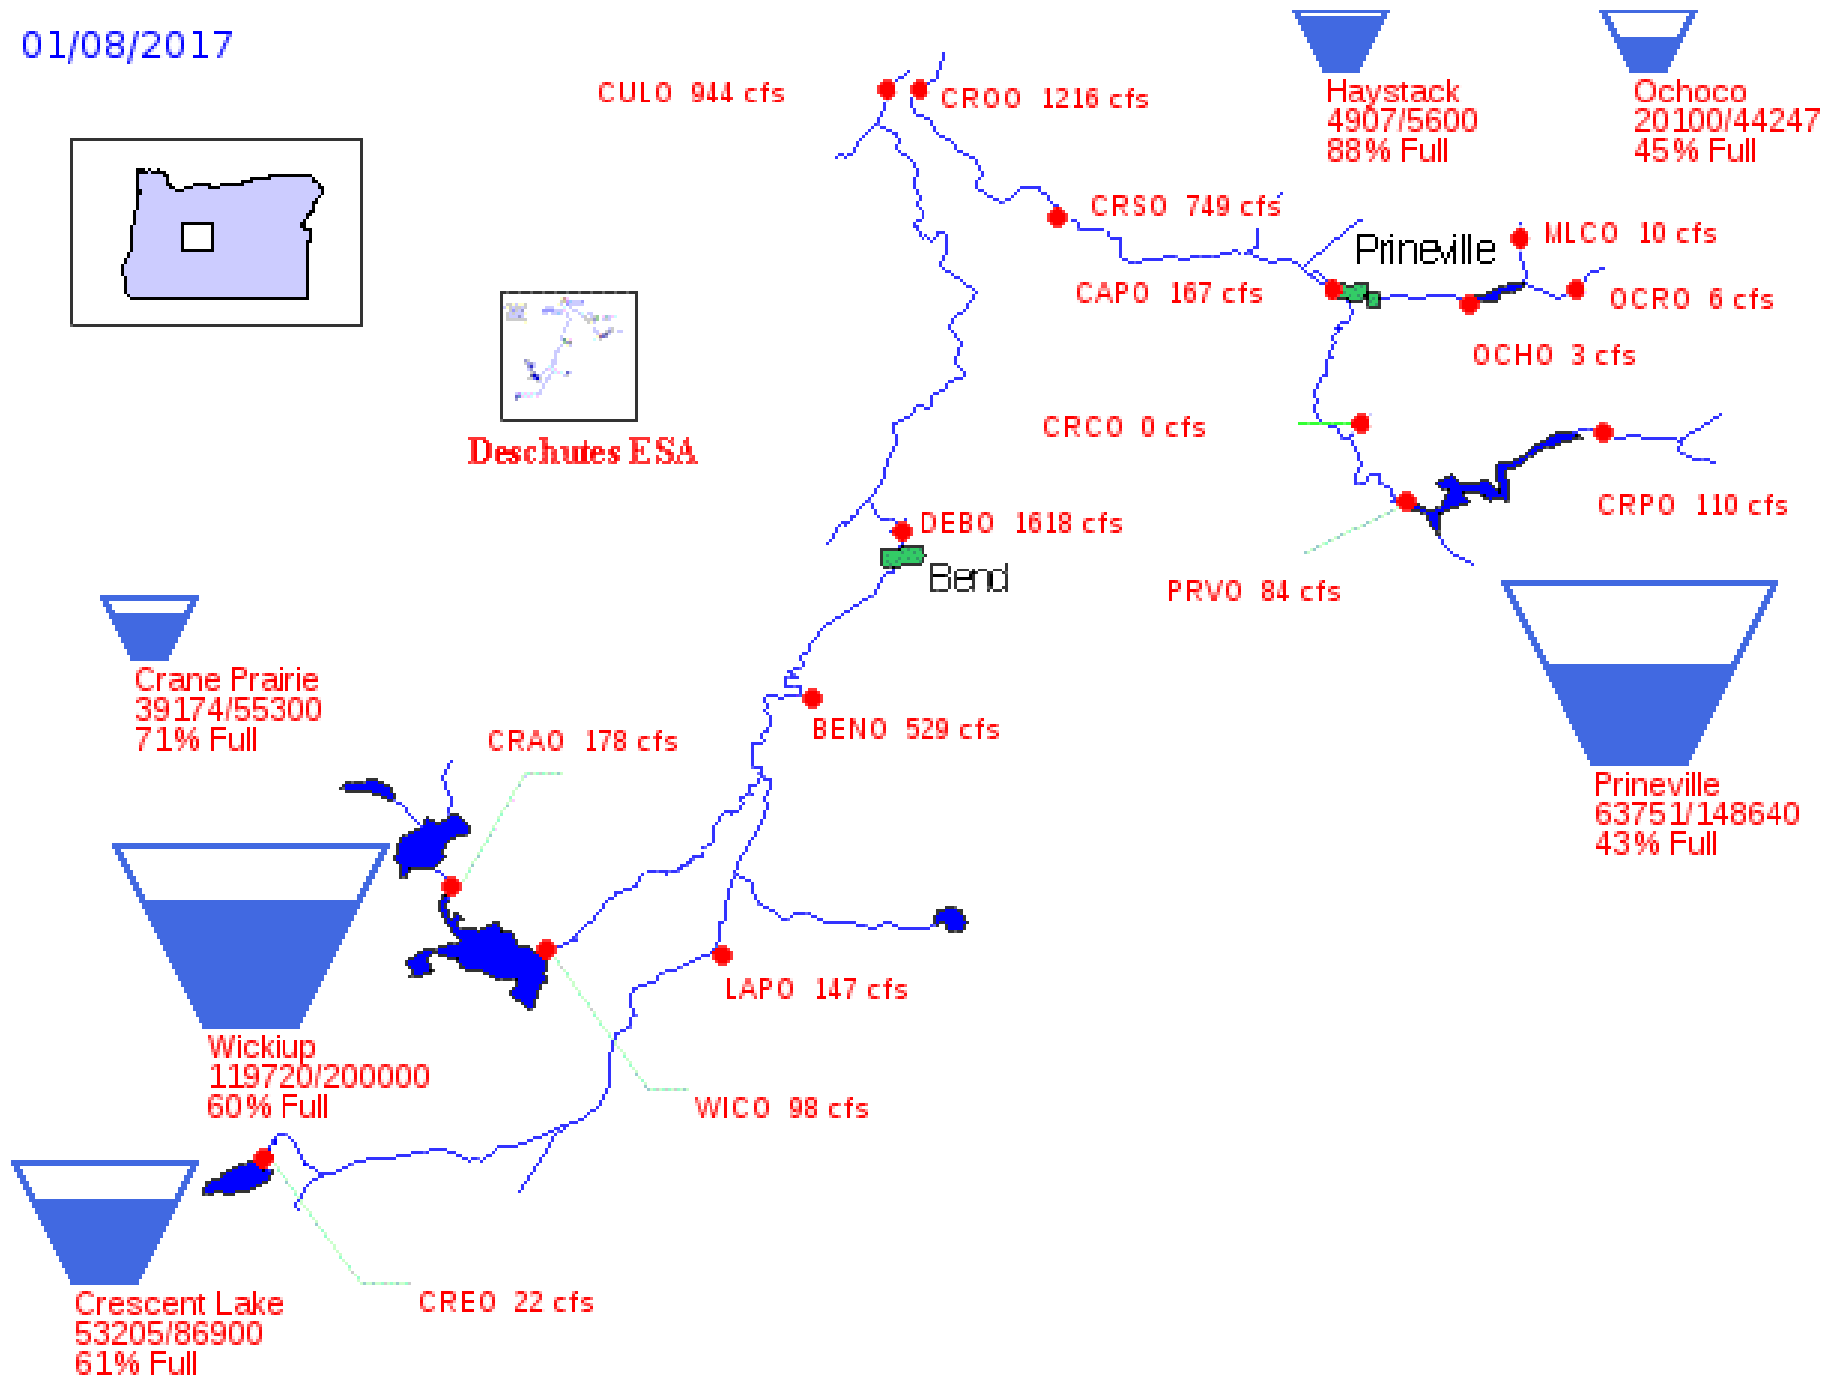 01/08/2017
CULO 944 cfs
CROO 1216 cfs
Haystack
4907/5600
88% Full
Ochoco
20100/44247
45% Full
CRSO 749 cfs
Prineville
MLCO 10 cfs
CAPO 167 cfs
OCRO 6 cfs
OCHO 3 cfs
CRCO 0 cfs
Deschutes ESA
CRPO 110 cfs
DEBO 1618 cfs
Bend
PRVO 84 cfs
Crane Prairie
39174/55300
71% Full
CRAO 178 cfs
BENO 529 cfs
Prineville
63751/148640
43% Full
LAPO 147 cfs
Wickiup
119720/200000
60% Full
WICO 98 cfs
Crescent Lake
53205/86900
61% Full
CREO 22 cfs